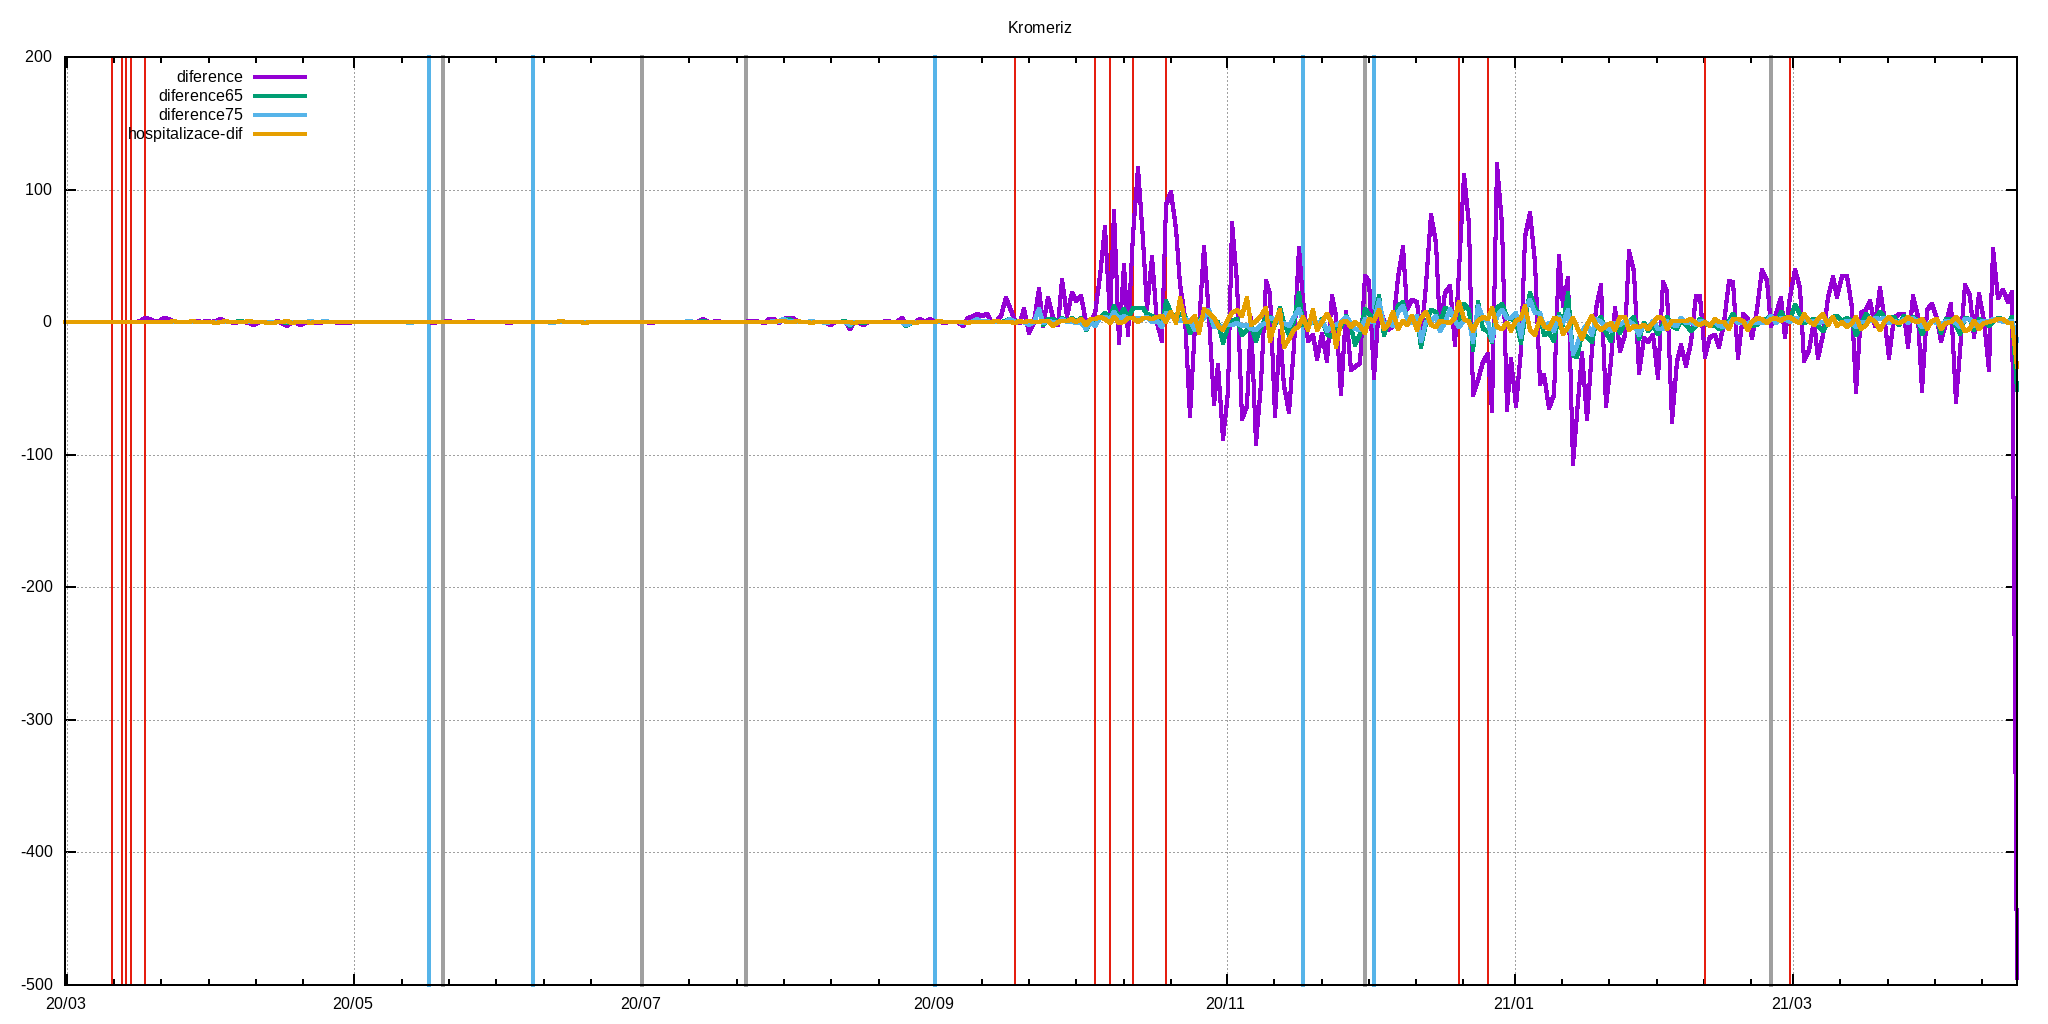 Kromeriz
200
diference
diference65
diference75
hospitalizace-dif
100
0
-100
-200
-300
-400
-500
20/03 20/05 20/07 20/09 20/11 21/01 21/03